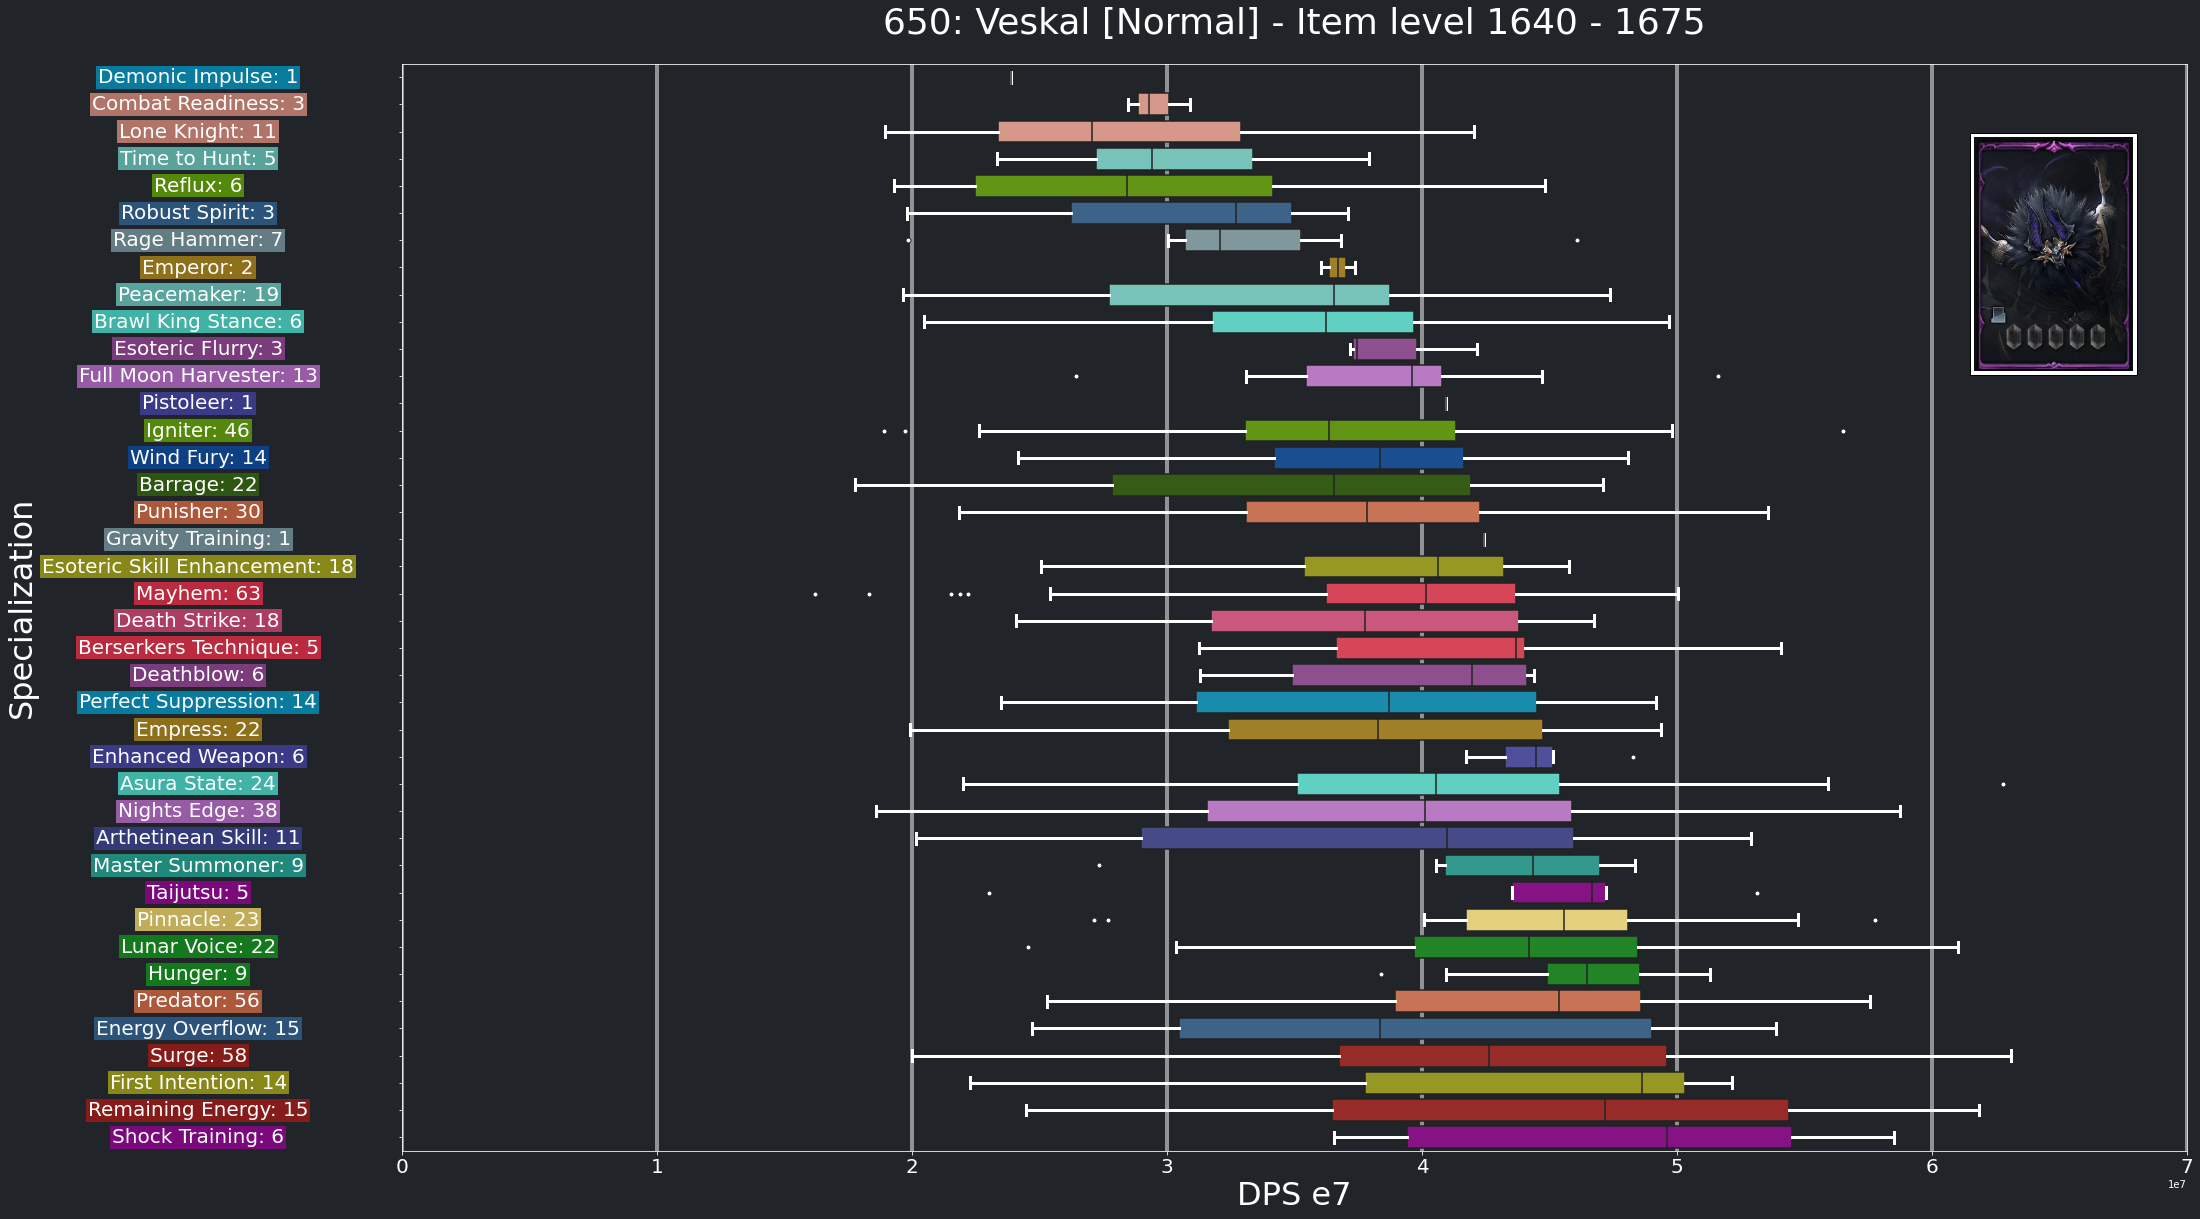 650: Veskal [Normal] - Item level 1640 - 1675
Specialization
Demonic Impulse: 1
Combat Readiness: 3
Lone Knight: 11
Time to Hunt: 5
Reflux: 6
Robust Spirit: 3
Rage Hammer: 7
Emperor: 2
Peacemaker: 19
Brawl King Stance: 6
Esoteric Flurry: 3
Full Moon Harvester: 13
Pistoleer: 1
Igniter: 46
Wind Fury: 14
Barrage: 22
Punisher: 30
Gravity Training: 1
Esoteric Skill Enhancement: 18
Mayhem: 63
Death Strike: 18
Berserkers Technique: 5
Deathblow: 6
Perfect Suppression: 14
Empress: 22
Enhanced Weapon: 6
Asura State: 24
Nights Edge: 38
Arthetinean Skill: 11
Master Summoner: 9
Taijutsu: 5
Pinnacle: 23
Lunar Voice: 22
Hunger: 9
Predator: 56
Energy Overflow: 15
Surge: 58
First Intention: 14
Remaining Energy: 15
Shock Training: 6
0 1 2 3 4 5 6 7
1e7
DPS e7